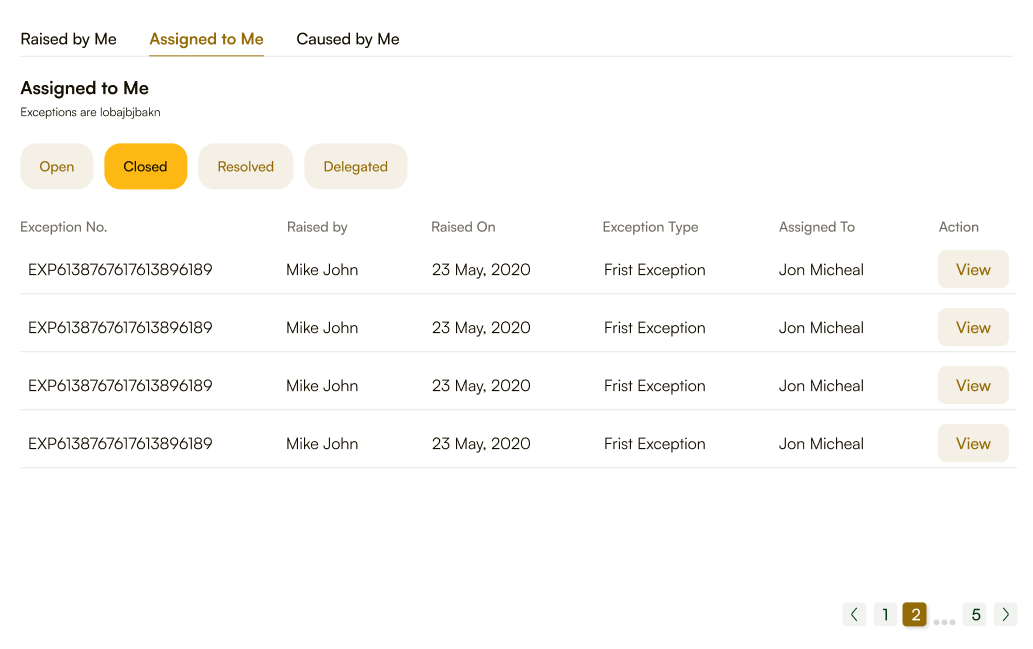 Raised by Me Assigned to Me Caused by Me
Assigned to Me
Exceptions are lobajbjbakn
Open Closed Resolved Delegated
Exception No. Raised by Raised On Exception Type Assigned To Action
EXP6138767617613896189 Mike John 23 May, 2020 Frist Exception Jon Micheal View
EXP6138767617613896189 Mike John 23 May, 2020 Frist Exception Jon Micheal View
EXP6138767617613896189 Mike John 23 May, 2020 Frist Exception Jon Micheal View
EXP6138767617613896189 Mike John 23 May, 2020 Frist Exception Jon Micheal View
1 2 ... 5